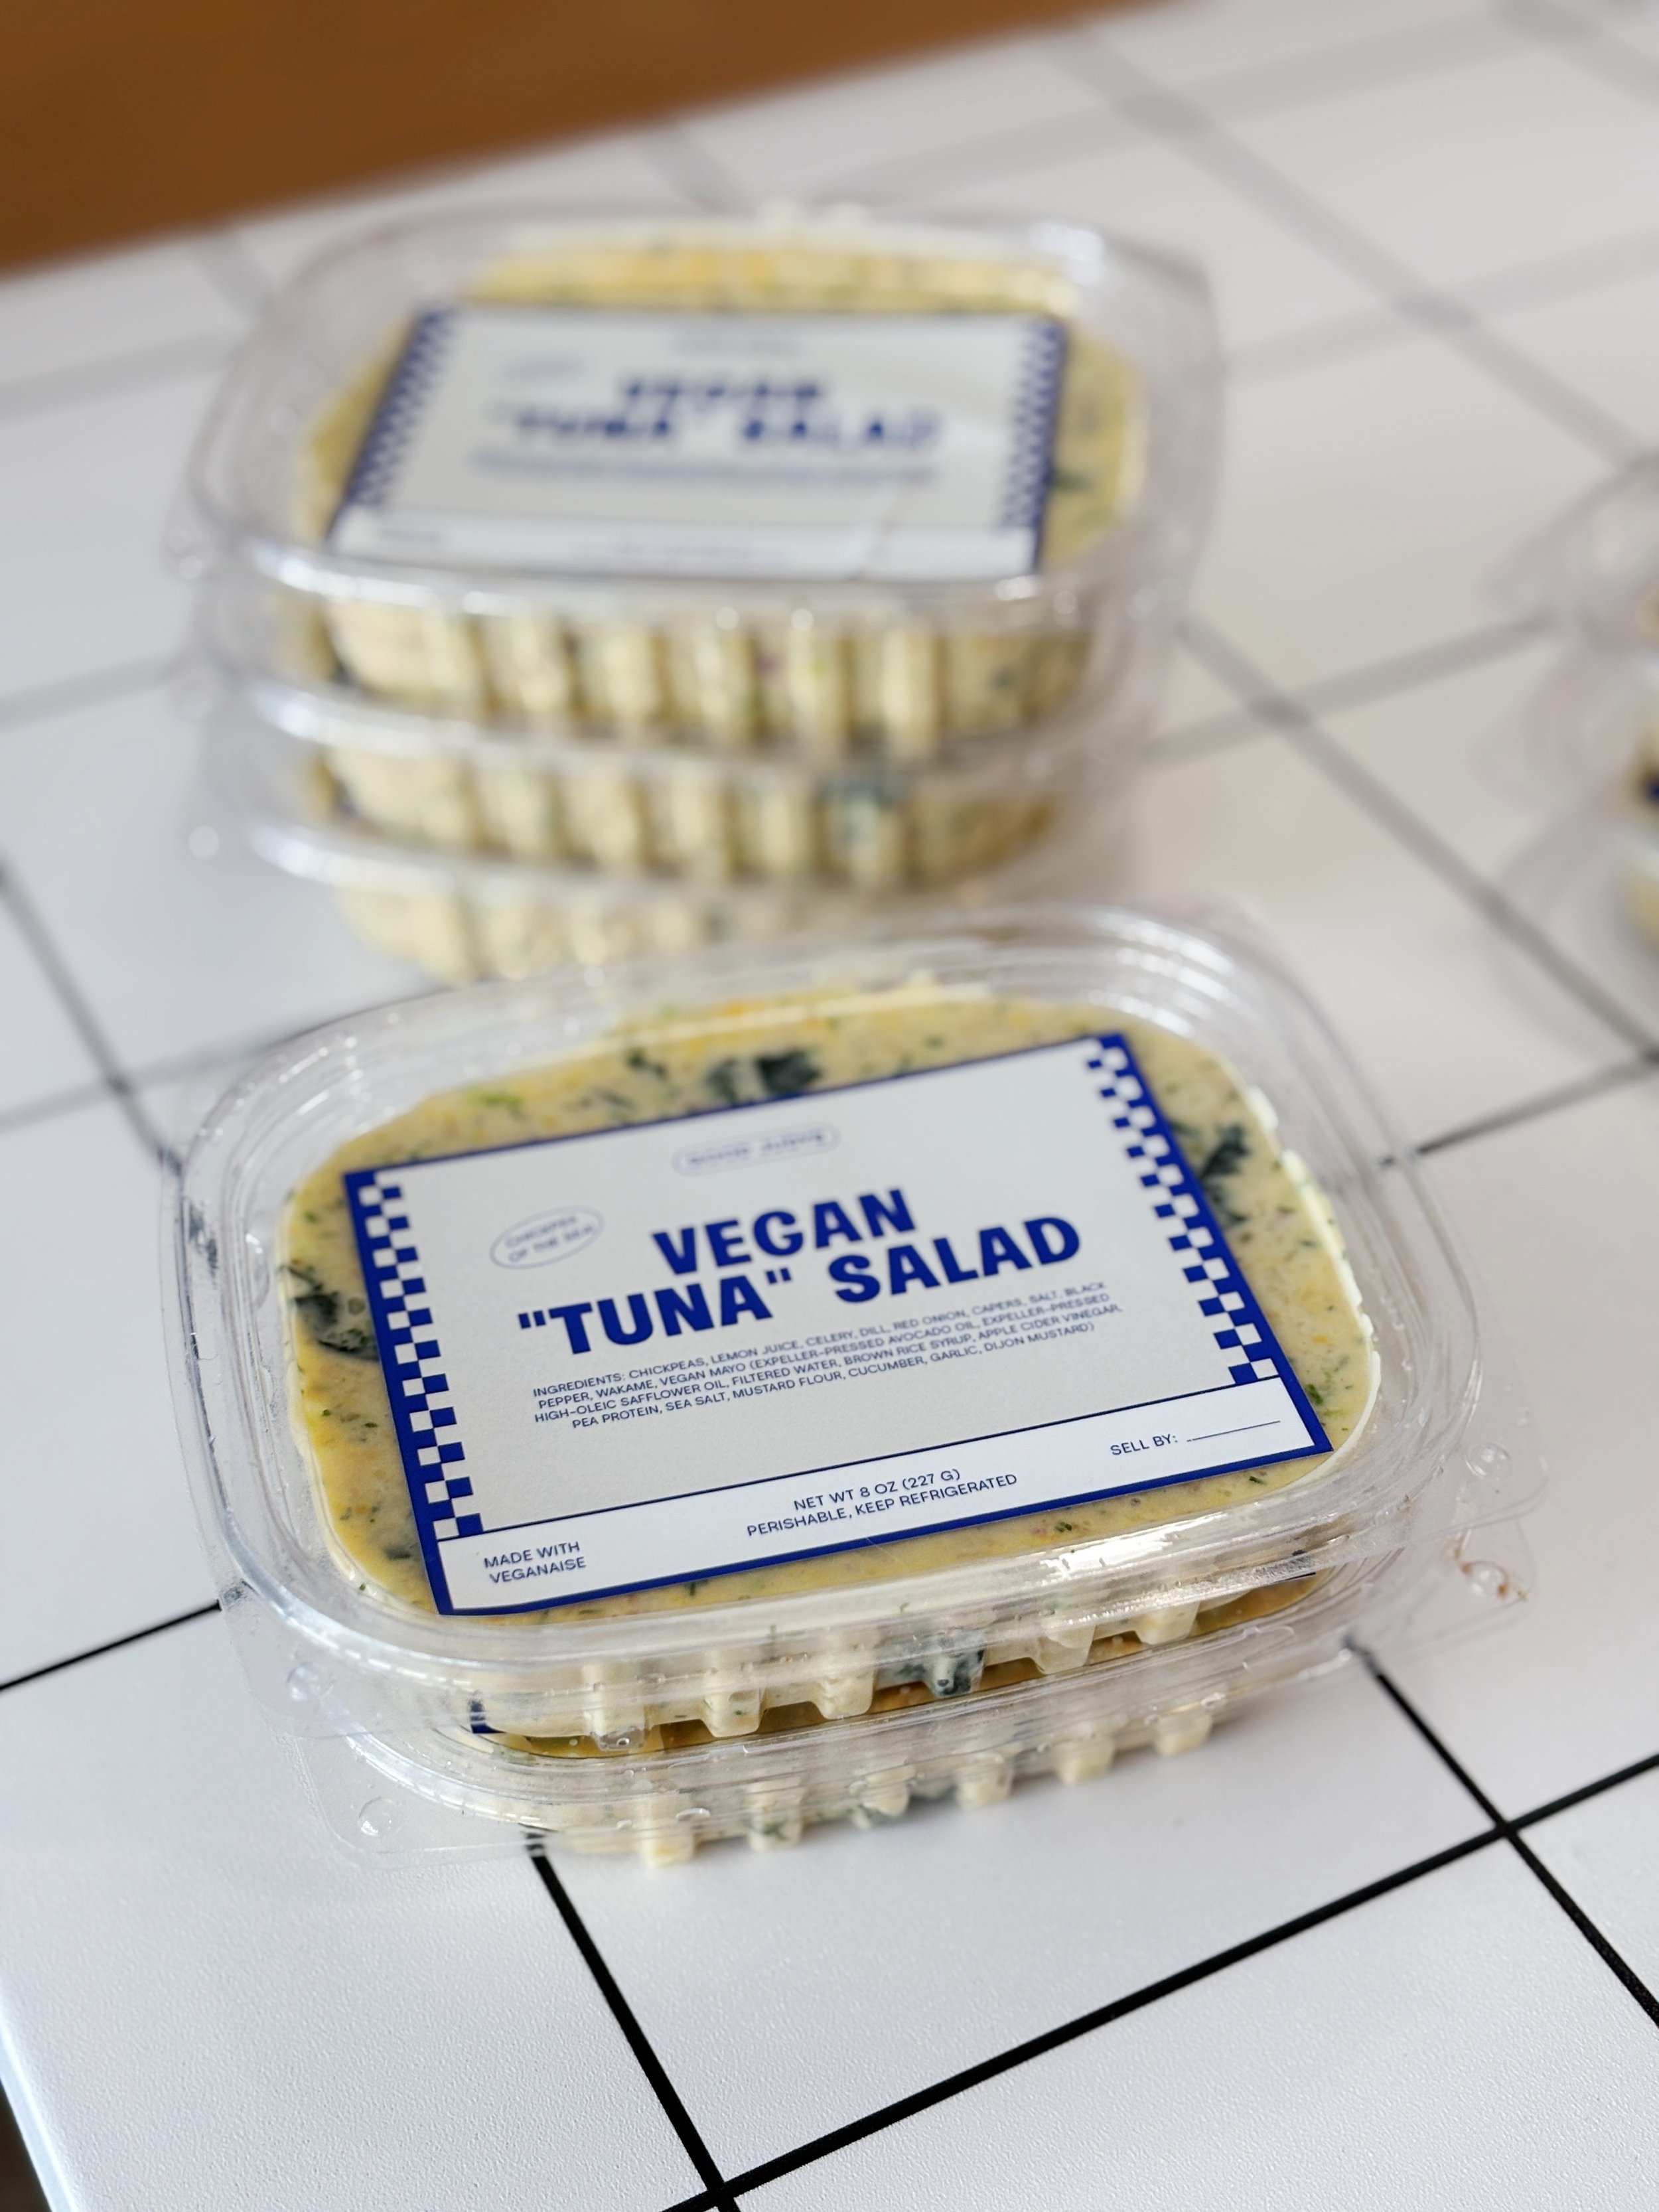 CHICKPEA
OF THE SEA
VEGAN
"TUNA" SALAD
INGREDIENTS: CHICKPEAS, LEMON JUICE, CELERY, DILL, RED ONION, CAPERS, SALT, BLACK
PEPPER, WAKAME, VEGAN MAYO (EXPELLER-PRESSED AVOCADO OIL, EXPELLER-PRESSED
HIGH-OLEIC SAFFLOWER OIL, FILTERED WATER, BROWN RICE SYRUP, APPLE CIDER VINEGAR,
PEA PROTEIN, SEA SALT, MUSTARD FLOUR, CUCUMBER, GARLIC, DIJON MUSTARD)
MADE WITH
VEGANAISE
NET WT 8 OZ (227 G)
PERISHABLE, KEEP REFRIGERATED
SELL BY:
VEGAN
"TUNA" SALAD